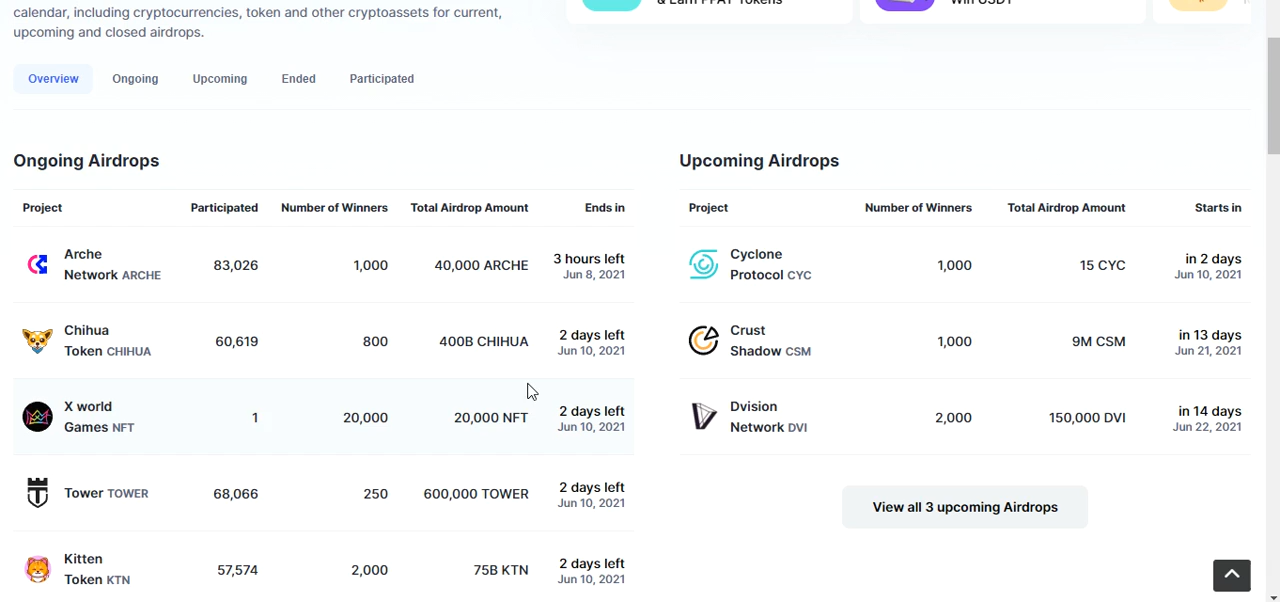 calendar, including cryptocurrencies, token and other cryptoassets for current,
upcoming and closed airdrops.
& Earn PPAY Tokens
Win USDT
Overview Ongoing Upcoming Ended Participated
Ongoing Airdrops
Project Participated Number of Winners Total Airdrop Amount Ends in
Arche
Network ARCHE
83,026 1,000 40,000 ARCHE
3 hours left
Jun 8, 2021
Chihua
Token CHIHUA
60,619 800 400B CHIHUA
2 days left
Jun 10, 2021
X world
Games NFT
1 20,000 20,000 NFT
2 days left
Jun 10, 2021
Tower TOWER
68,066 250 600,000 TOWER
2 days left
Jun 10, 2021
Kitten
Token KTN
57,574 2,000 75B KTN
2 days left
Jun 10, 2021
Upcoming Airdrops
Project Number of Winners Total Airdrop Amount Starts in
Cyclone
Protocol CYC
1,000 15 CYC
in 2 days
Jun 10, 2021
Crust
Shadow CSM
1,000 9M CSM
in 13 days
Jun 21, 2021
Dvision
Network DVI
2,000 150,000 DVI
in 14 days
Jun 22, 2021
View all 3 upcoming Airdrops